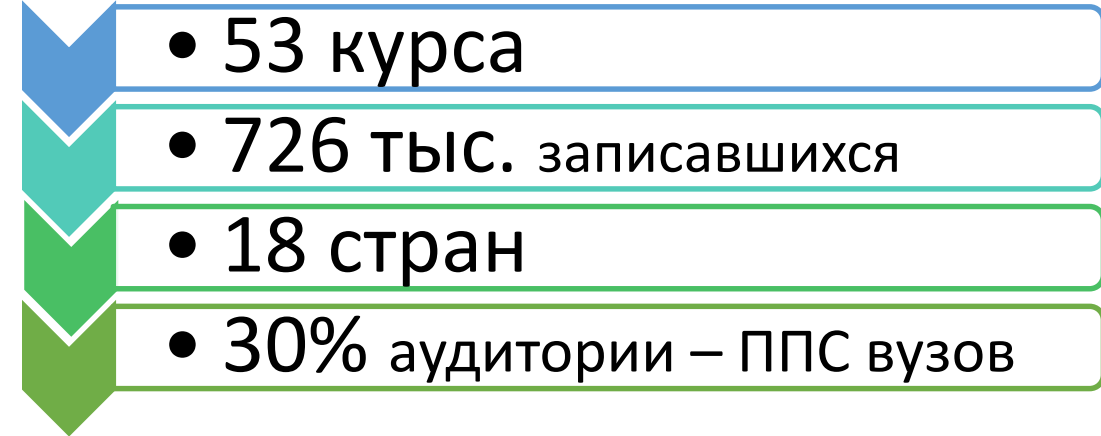 • 53 курса
• 726 тыс. записавшихся
• 18 стран
• 30% аудитории – ППС вузов